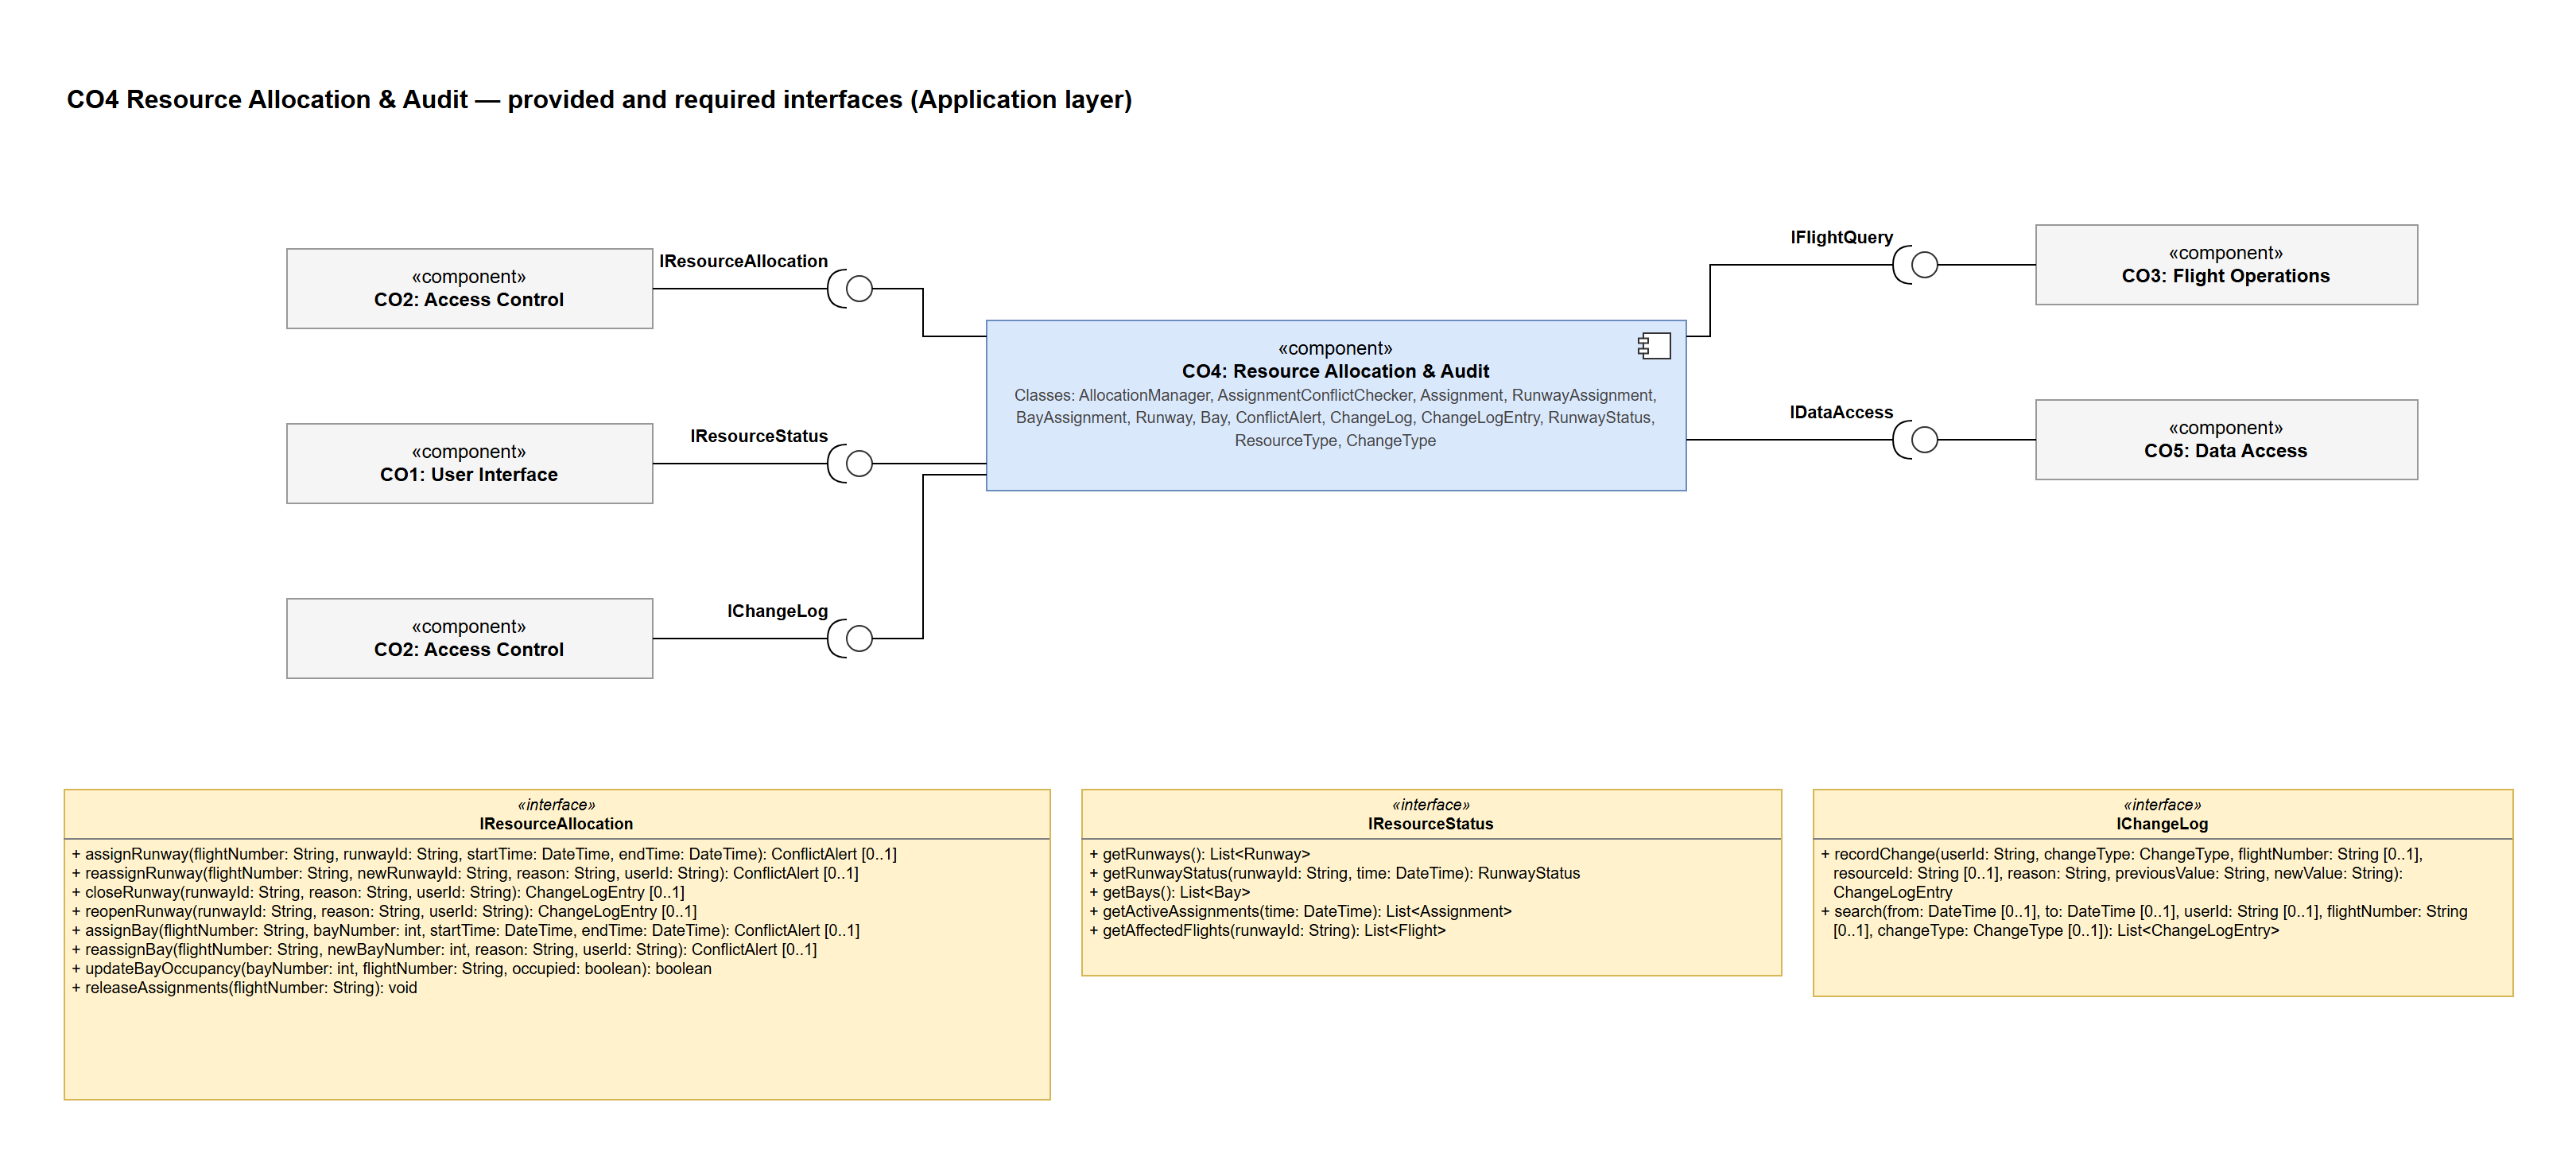 CO4 Resource Allocation & Audit — provided and required interfaces (Application layer)
«component»
CO2: Access Control
IResourceAllocation
«component»
CO1: User Interface
IResourceStatus
«component»
CO2: Access Control
IChangeLog
«component»
CO4: Resource Allocation & Audit
Classes: AllocationManager, AssignmentConflictChecker, Assignment, RunwayAssignment,
BayAssignment, Runway, Bay, ConflictAlert, ChangeLog, ChangeLogEntry, RunwayStatus,
ResourceType, ChangeType
IFlightQuery
«component»
CO3: Flight Operations
IDataAccess
«component»
CO5: Data Access
«interface»
IResourceAllocation
+ assignRunway(flightNumber: String, runwayId: String, startTime: DateTime, endTime: DateTime): ConflictAlert [0..1]
+ reassignRunway(flightNumber: String, newRunwayId: String, reason: String, userId: String): ConflictAlert [0..1]
+ closeRunway(runwayId: String, reason: String, userId: String): ChangeLogEntry [0..1]
+ reopenRunway(runwayId: String, reason: String, userId: String): ChangeLogEntry [0..1]
+ assignBay(flightNumber: String, bayNumber: int, startTime: DateTime, endTime: DateTime): ConflictAlert [0..1]
+ reassignBay(flightNumber: String, newBayNumber: int, reason: String, userId: String): ConflictAlert [0..1]
+ updateBayOccupancy(bayNumber: int, flightNumber: String, occupied: boolean): boolean
+ releaseAssignments(flightNumber: String): void
«interface»
IResourceStatus
+ getRunways(): List<Runway>
+ getRunwayStatus(runwayId: String, time: DateTime): RunwayStatus
+ getBays(): List<Bay>
+ getActiveAssignments(time: DateTime): List<Assignment>
+ getAffectedFlights(runwayId: String): List<Flight>
«interface»
IChangeLog
+ recordChange(userId: String, changeType: ChangeType, flightNumber: String [0..1],
resourceId: String [0..1], reason: String, previousValue: String, newValue: String):
ChangeLogEntry
+ search(from: DateTime [0..1], to: DateTime [0..1], userId: String [0..1], flightNumber: String
[0..1], changeType: ChangeType [0..1]): List<ChangeLogEntry>